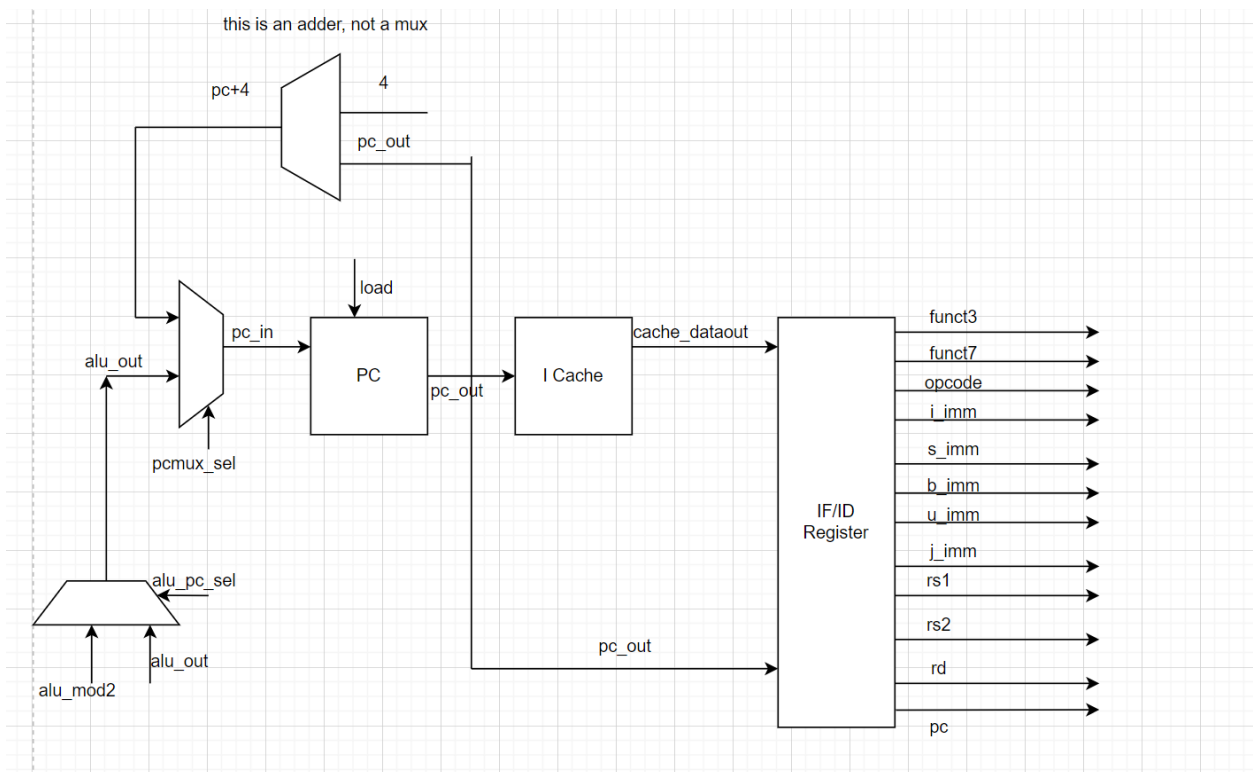 this is an adder, not a mux
pc+4
4
pc_out
load
pc_in
alu_out
PC
pc_out
I Cache
cache_dataout
pcmux_sel
IF/ID
Register
funct3
funct7
opcode
i_imm
s_imm
b_imm
u_imm
j_imm
rs1
rs2
rd
pc
alu_pc_sel
alu_out
alu_mod2
pc_out